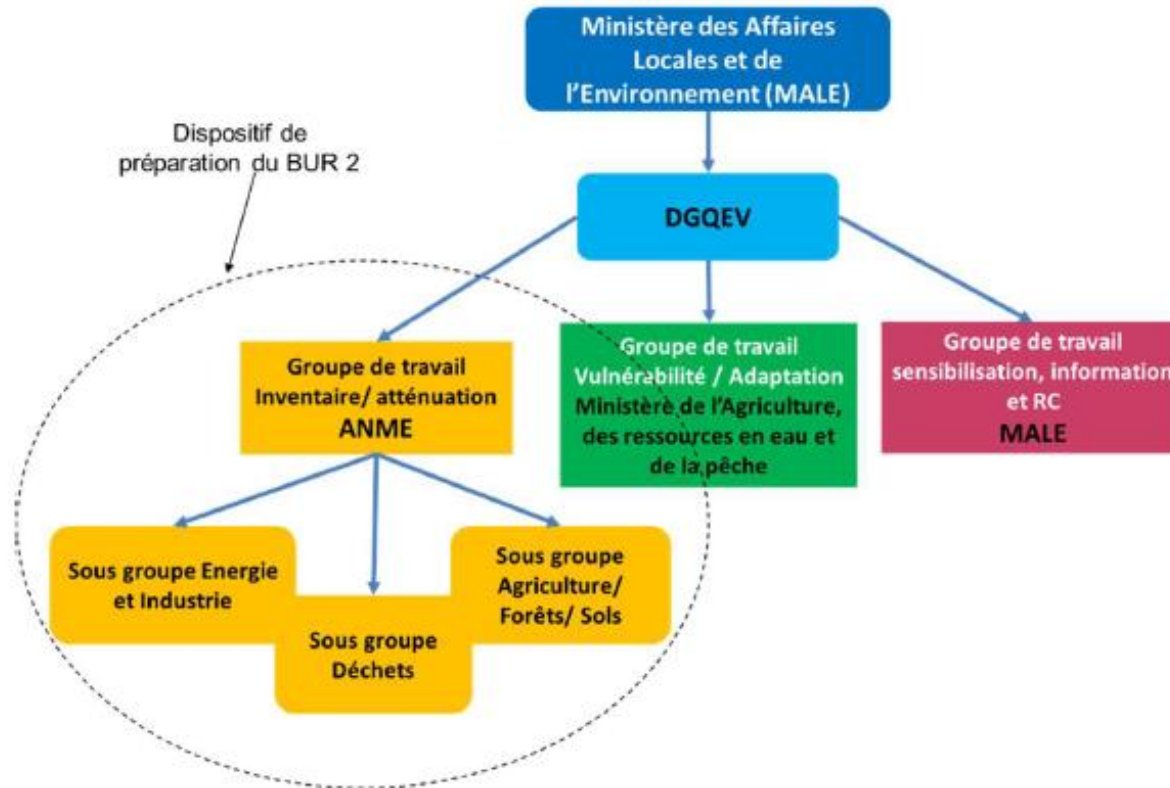 Ministère des Affaires
Locales et de
l'Environnement (MALE)
Dispositif de
préparation du BUR 2
DGQEV
Groupe de travail
Inventaire/ atténuation
ANME
Groupe de travail
Vulnérabilité / Adaptation
Ministère de l'Agriculture,
des ressources en eau et
de la pêche
Groupe de travail
sensibilisation, information
et RC
MALE
Sous groupe Energie
et Industrie
Sous groupe
Déchets
Sous groupe
Agriculture/
Forêts/ Sols